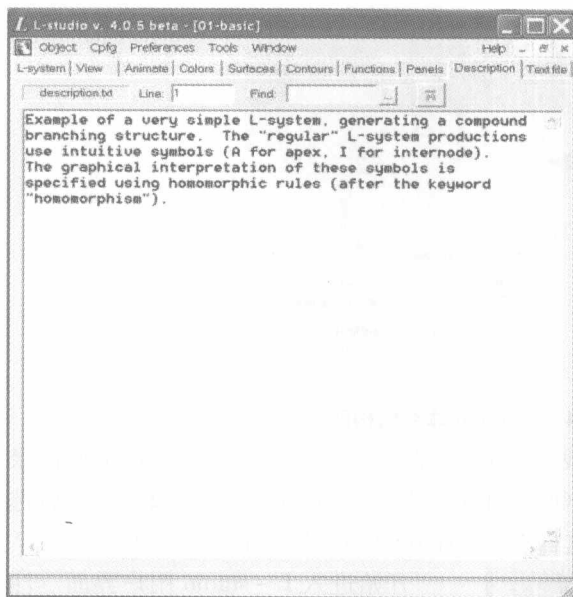 L-studio v. 4.0.5 beta - [01-basic]
Object Cpfg Preferences Tools Window Help
L-system View Animate Colors Surfaces Contours Functions Panels Description Text file
description.txt Line: 1 Find:
Example of a very simple L-system, generating a compound
branching structure. The "regular" L-system productions
use intuitive symbols (A for apex, I for internode).
The graphical interpretation of these symbols is
specified using homomorphic rules (after the keyword
"homomorphism").